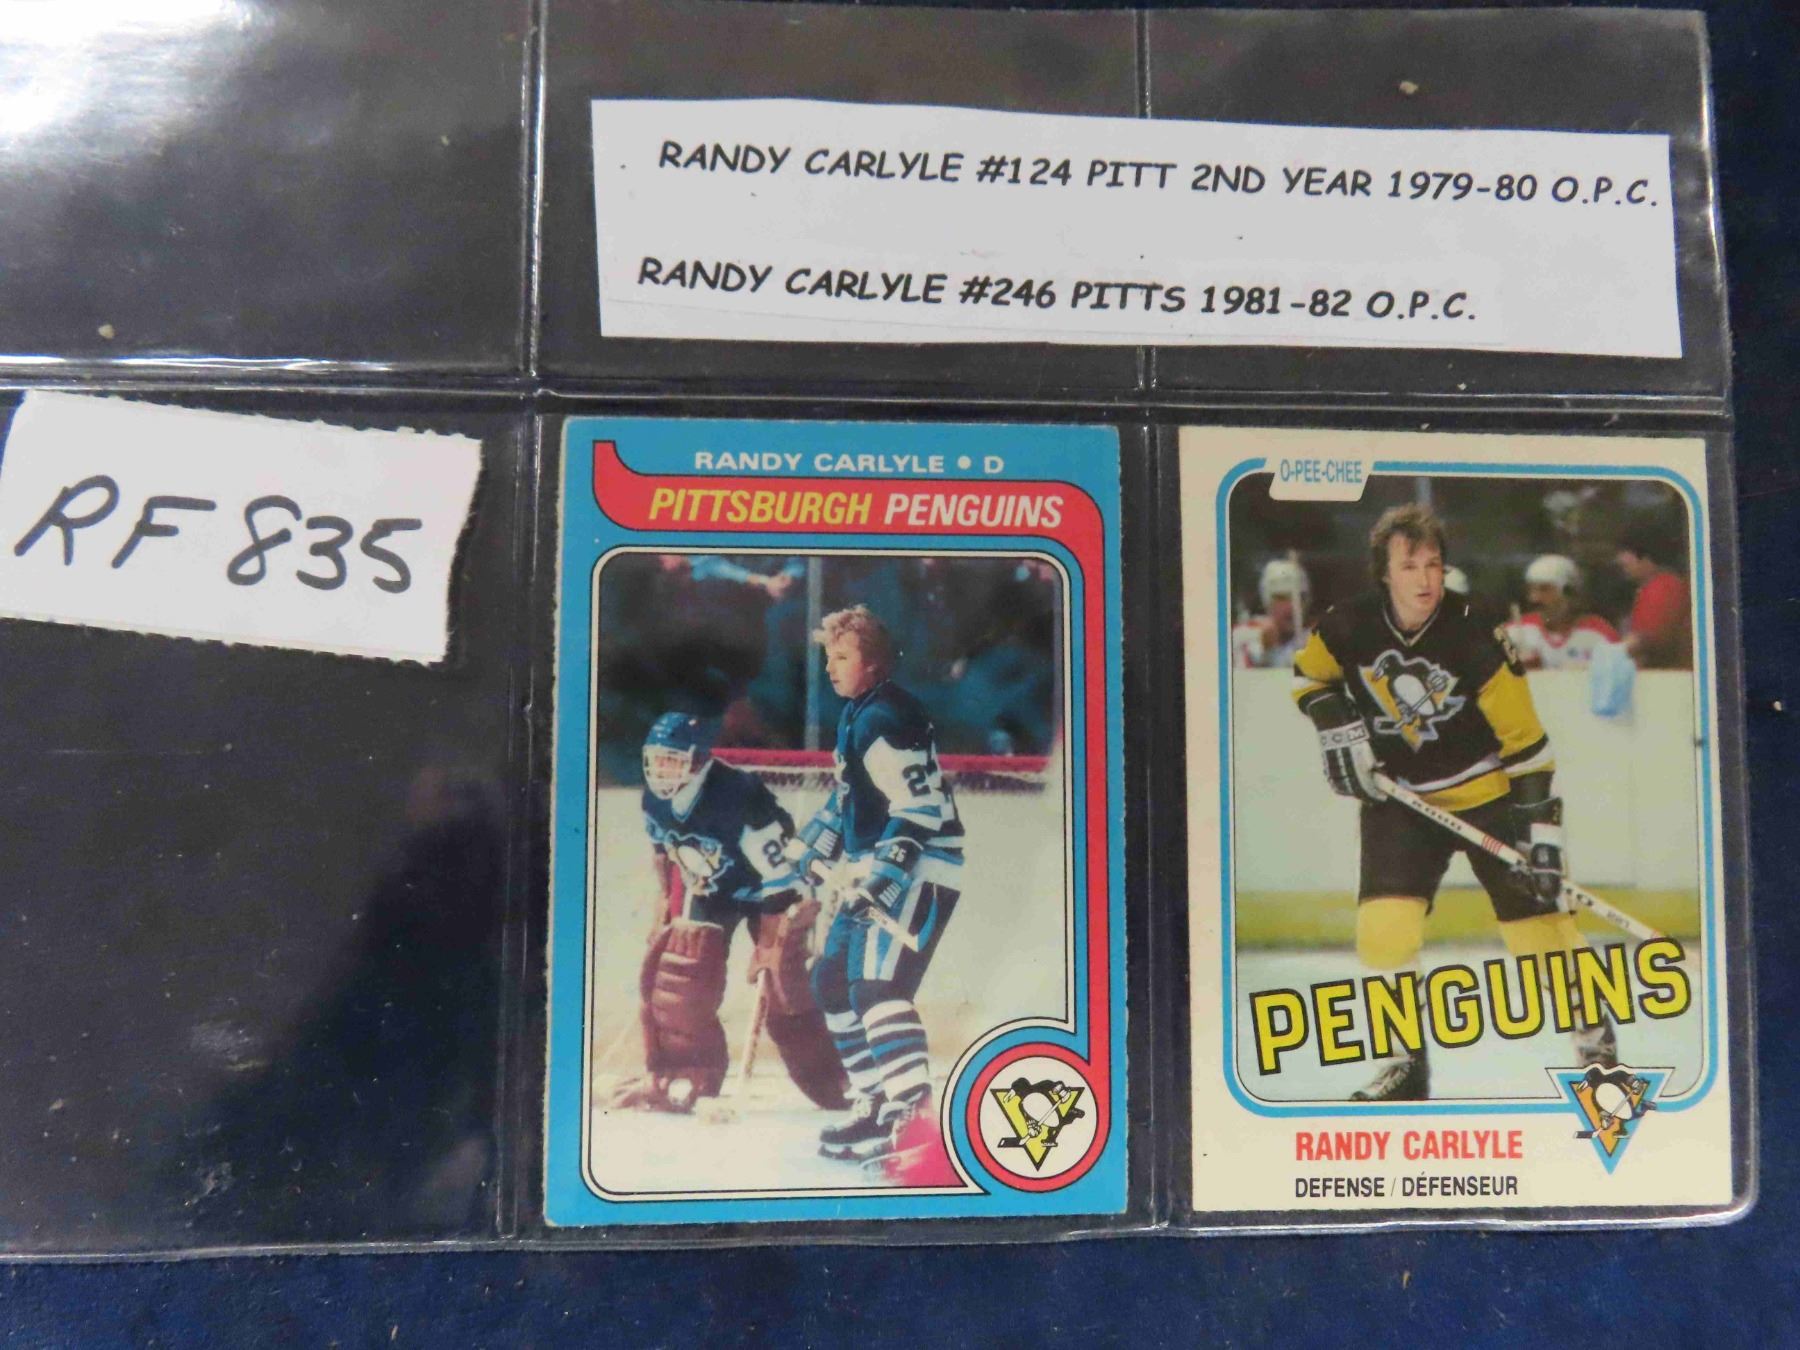 RANDY CARLYLE #124 PITT 2ND YEAR 1979-80 O.P.C.
RANDY CARLYLE #246 PITTS 1981-82 O.P.C.
RF 835
RANDY CARLYLE • D
PITTSBURGH PENGUINS
O-PEE-CHEE
CCM
PENGUINS
RANDY CARLYLE
DEFENSE / DÉFENSEUR